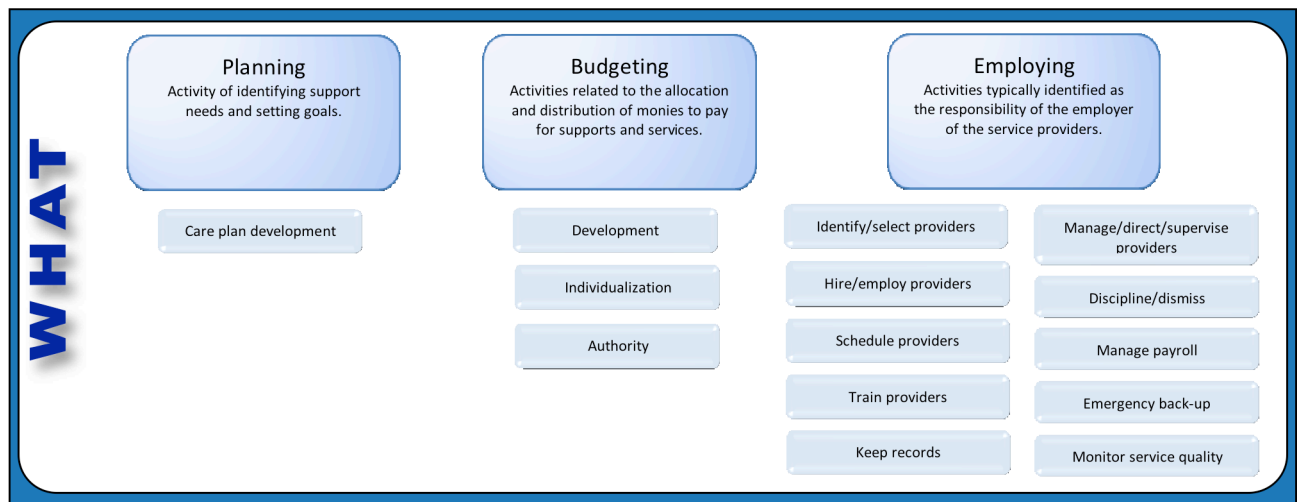 WHAT
Planning
Activity of identifying support
needs and setting goals.
Care plan development
Budgeting
Activities related to the allocation
and distribution of monies to pay
for supports and services.
Development
Individualization
Authority
Employing
Activities typically identified as
the responsibility of the employer
of the service providers.
Identify/select providers
Hire/employ providers
Schedule providers
Train providers
Keep records
Manage/direct/supervise
providers
Discipline/dismiss
Manage payroll
Emergency back-up
Monitor service quality